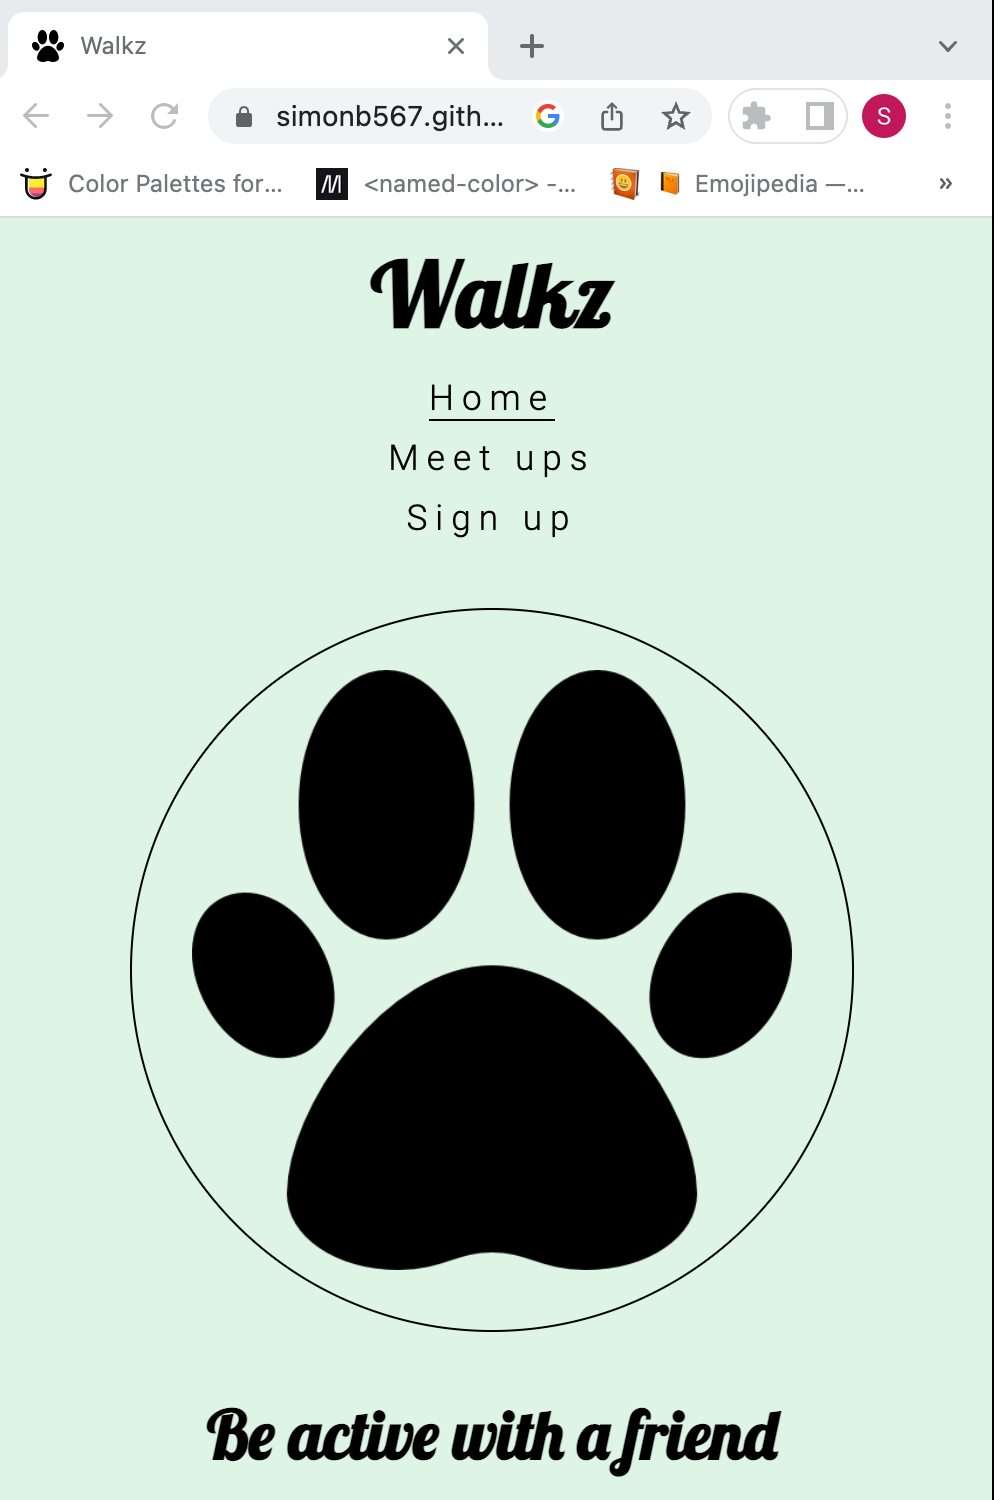 Walkz
simonb567.gith...
S
Color Palettes for... <named-color> -... Emojipedia —... »
Walkz
Home
Meet ups
Sign up
Be active with a friend